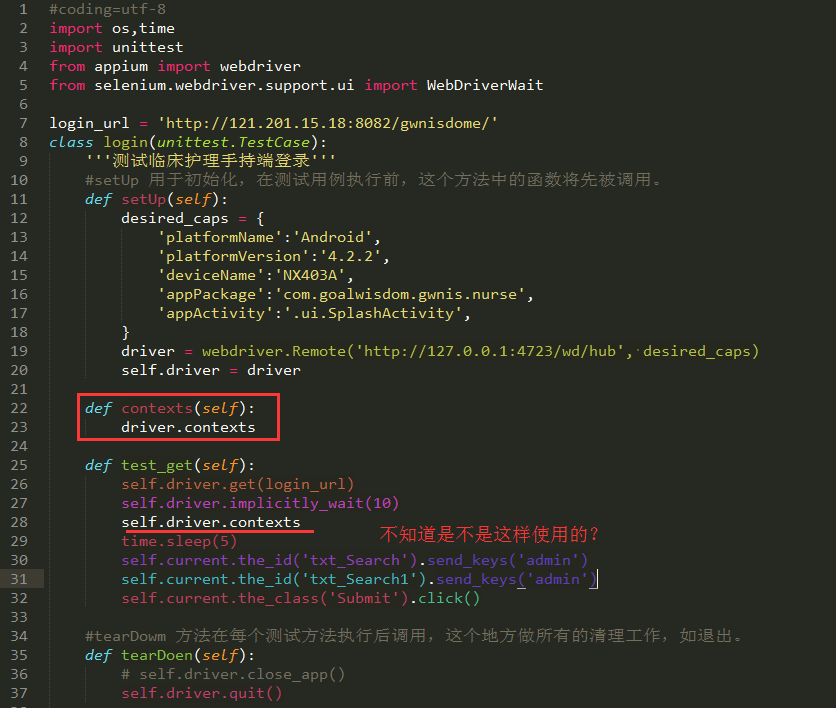 1 #coding=utf-8
2 import os,time
3 import unittest
4 from appium import webdriver
5 from selenium.webdriver.support.ui import WebDriverWait
6
7 login_url = 'http://121.201.15.18:8082/gwnisdome/'
8 class login(unittest.TestCase):
9 '''测试临床护理手持端登录'''
10 #setUp 用于初始化，在测试用例执行前，这个方法中的函数将先被调用。
11 def setUp(self):
12 desired_caps = {
13 'platformName':'Android',
14 'platformVersion':'4.2.2',
15 'deviceName':'NX403A',
16 'appPackage':'com.goalwisdom.gwnis.nurse',
17 'appActivity':'.ui.SplashActivity',
18 }
19 driver = webdriver.Remote('http://127.0.0.1:4723/wd/hub', desired_caps)
20 self.driver = driver
21
22 def contexts(self):
23 driver.contexts
24
25 def test_get(self):
26 self.driver.get(login_url)
27 self.driver.implicitly_wait(10)
28 self.driver.contexts 不知道是不是这样使用的？
29 time.sleep(5)
30 self.current.the_id('txt_Search').send_keys('admin')
31 self.current.the_id('txt_Search1').send_keys('admin')
32 self.current.the_class('Submit').click()
33
34 #tearDowm 方法在每个测试方法执行后调用，这个地方做所有的清理工作，如退出。
35 def tearDoen(self):
36 # self.driver.close_app()
37 self.driver.quit()